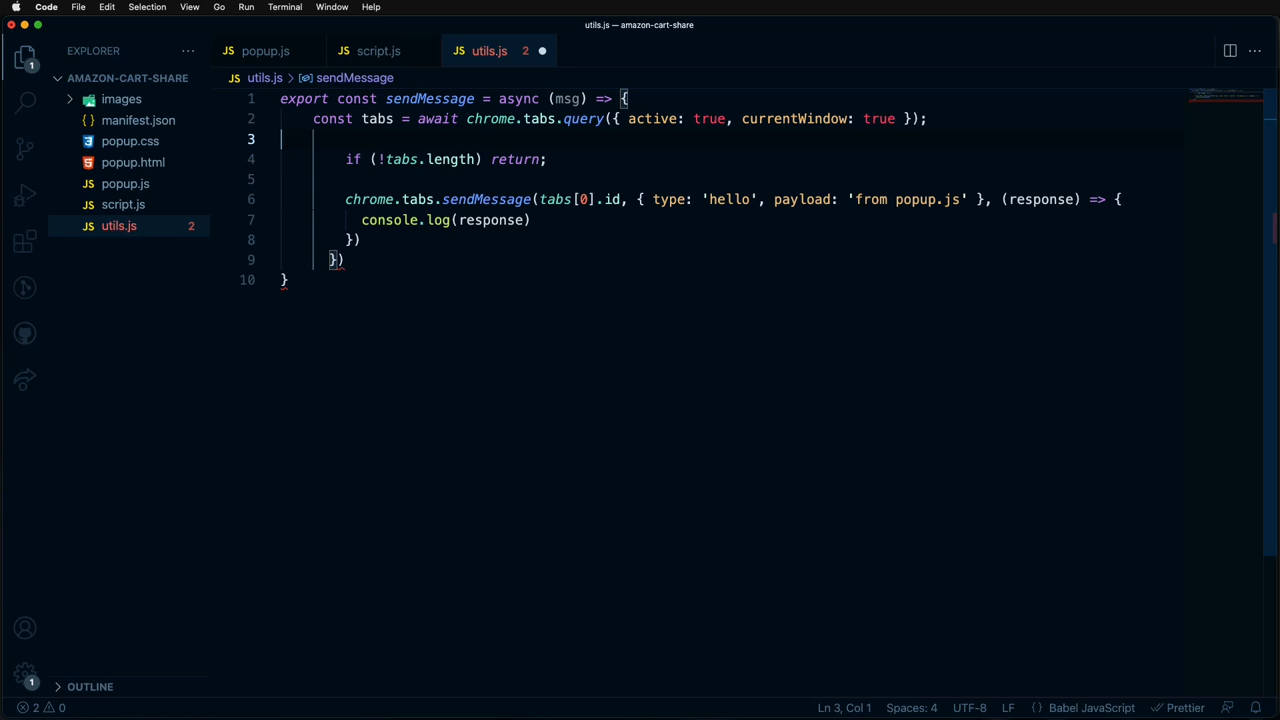 Code File Edit Selection View Go Run Terminal Window Help
utils.js — amazon-cart-share
EXPLORER ···
JS popup.js
JS script.js
JS utils.js 2
AMAZON-CART-SHARE
images
{} manifest.json
popup.css
popup.html
JS popup.js
JS script.js
JS utils.js 2
JS utils.js > sendMessage
1 export const sendMessage = async (msg) => {
2 const tabs = await chrome.tabs.query({ active: true, currentWindow: true });
3
4 if (!tabs.length) return;
5
6 chrome.tabs.sendMessage(tabs[0].id, { type: 'hello', payload: 'from popup.js' }, (response) => {
7 console.log(response)
8 })
9 })
10 }
1
1
OUTLINE
2 0
Ln 3, Col 1 Spaces: 4 UTF-8 LF {} Babel JavaScript Prettier